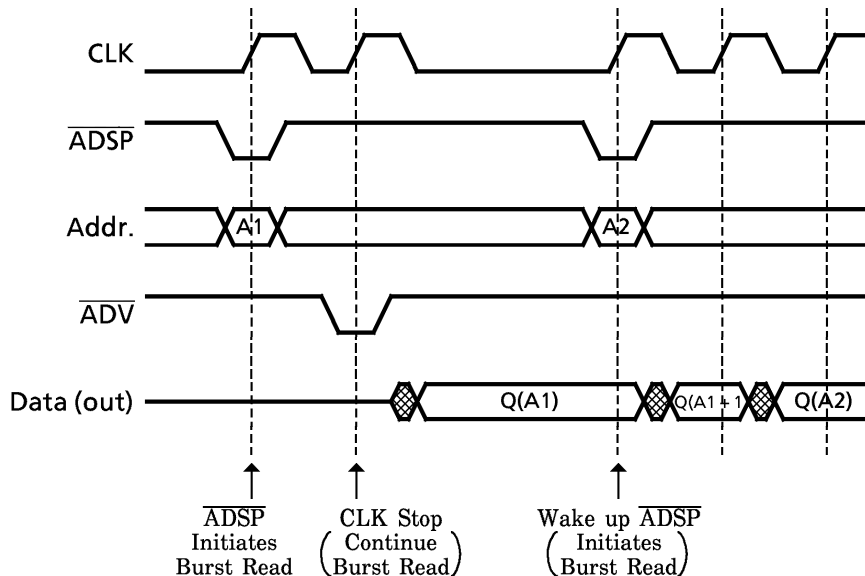 CLK
ADSP
Addr.
A1
A2
ADV
Data (out)
Q(A1)
Q(A1 + 1
Q(A2)
ADSP
Initiates
Burst Read
CLK Stop
( Continue
Burst Read )
Wake up ADSP
( Initiates
Burst Read )